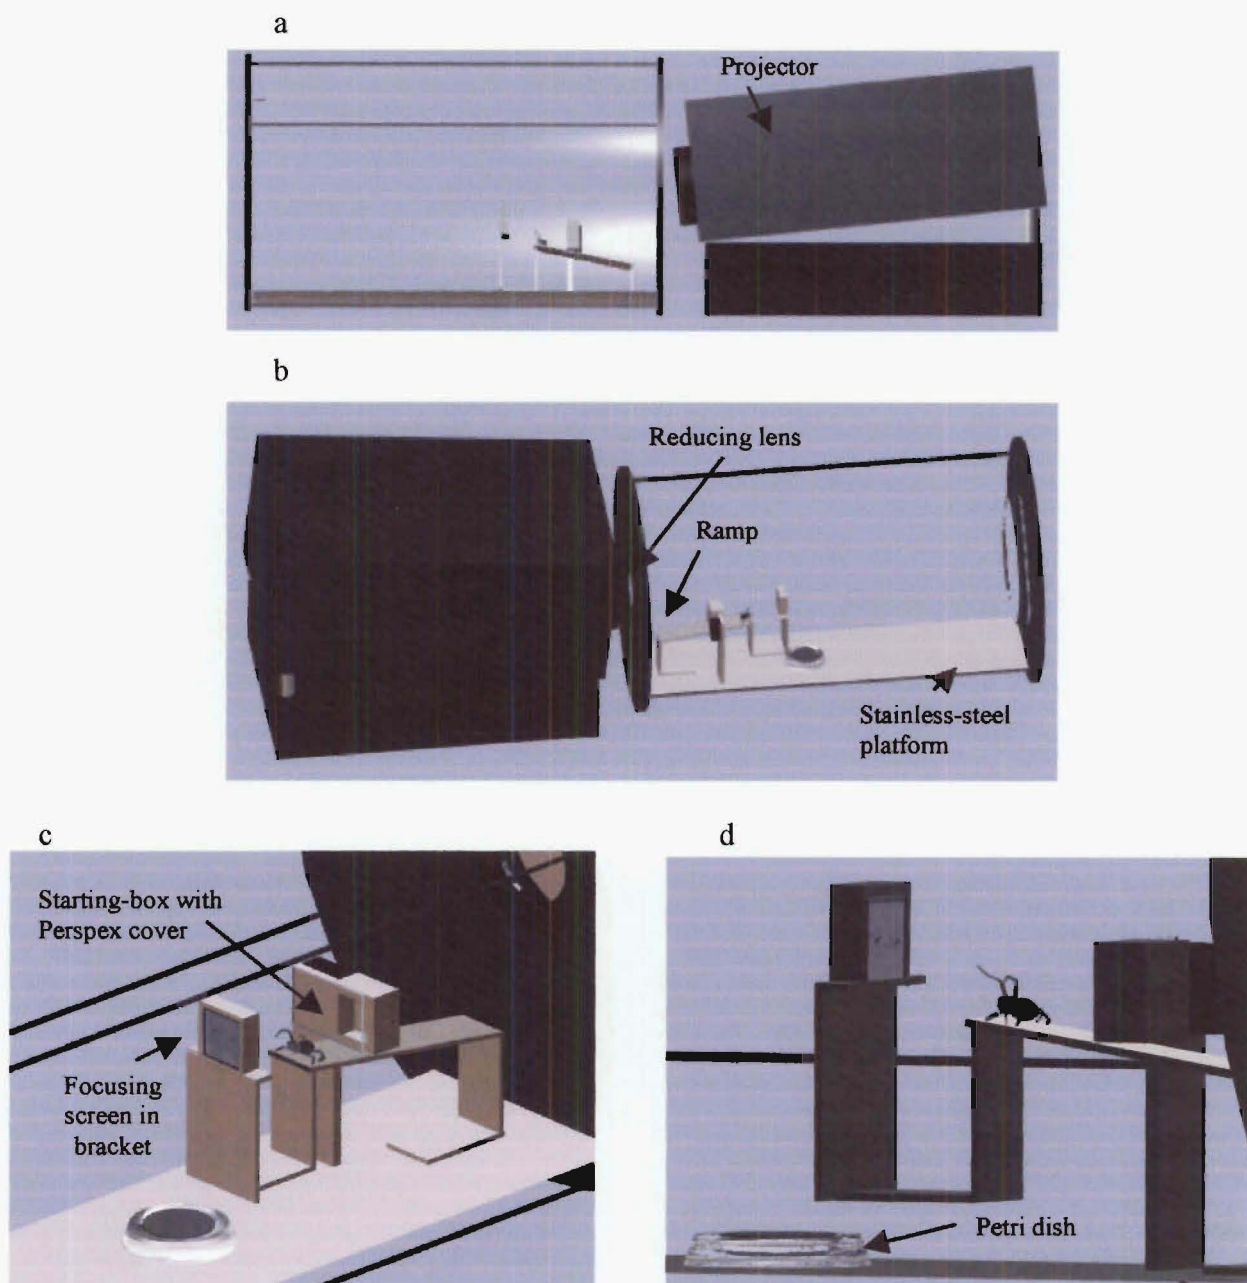 a
Projector
b
Reducing lens
Ramp
Stainless-steel
platform
c
Starting-box with
Perspex cover
Focusing
screen in
bracket
d
Petri dish